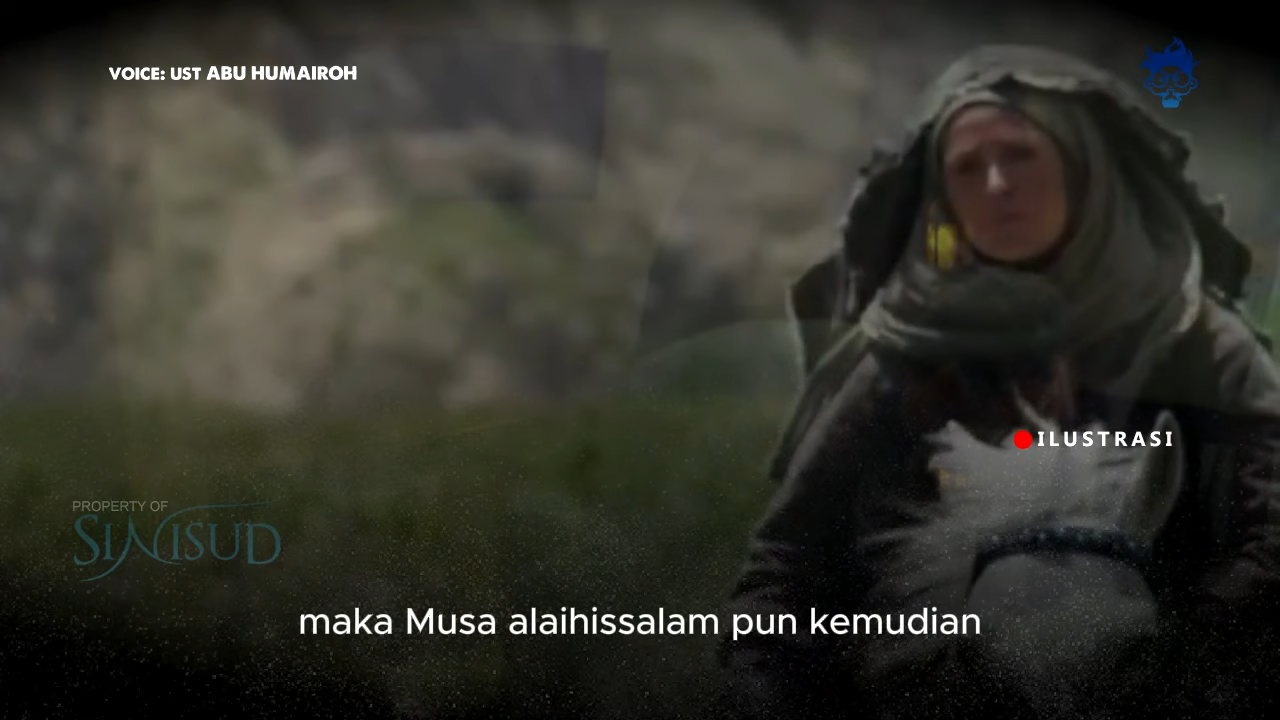 VOICE: UST ABU HUMAIROH
ILUSTRASI
PROPERTY OF
SINISUD
maka Musa alaihissalam pun kemudian